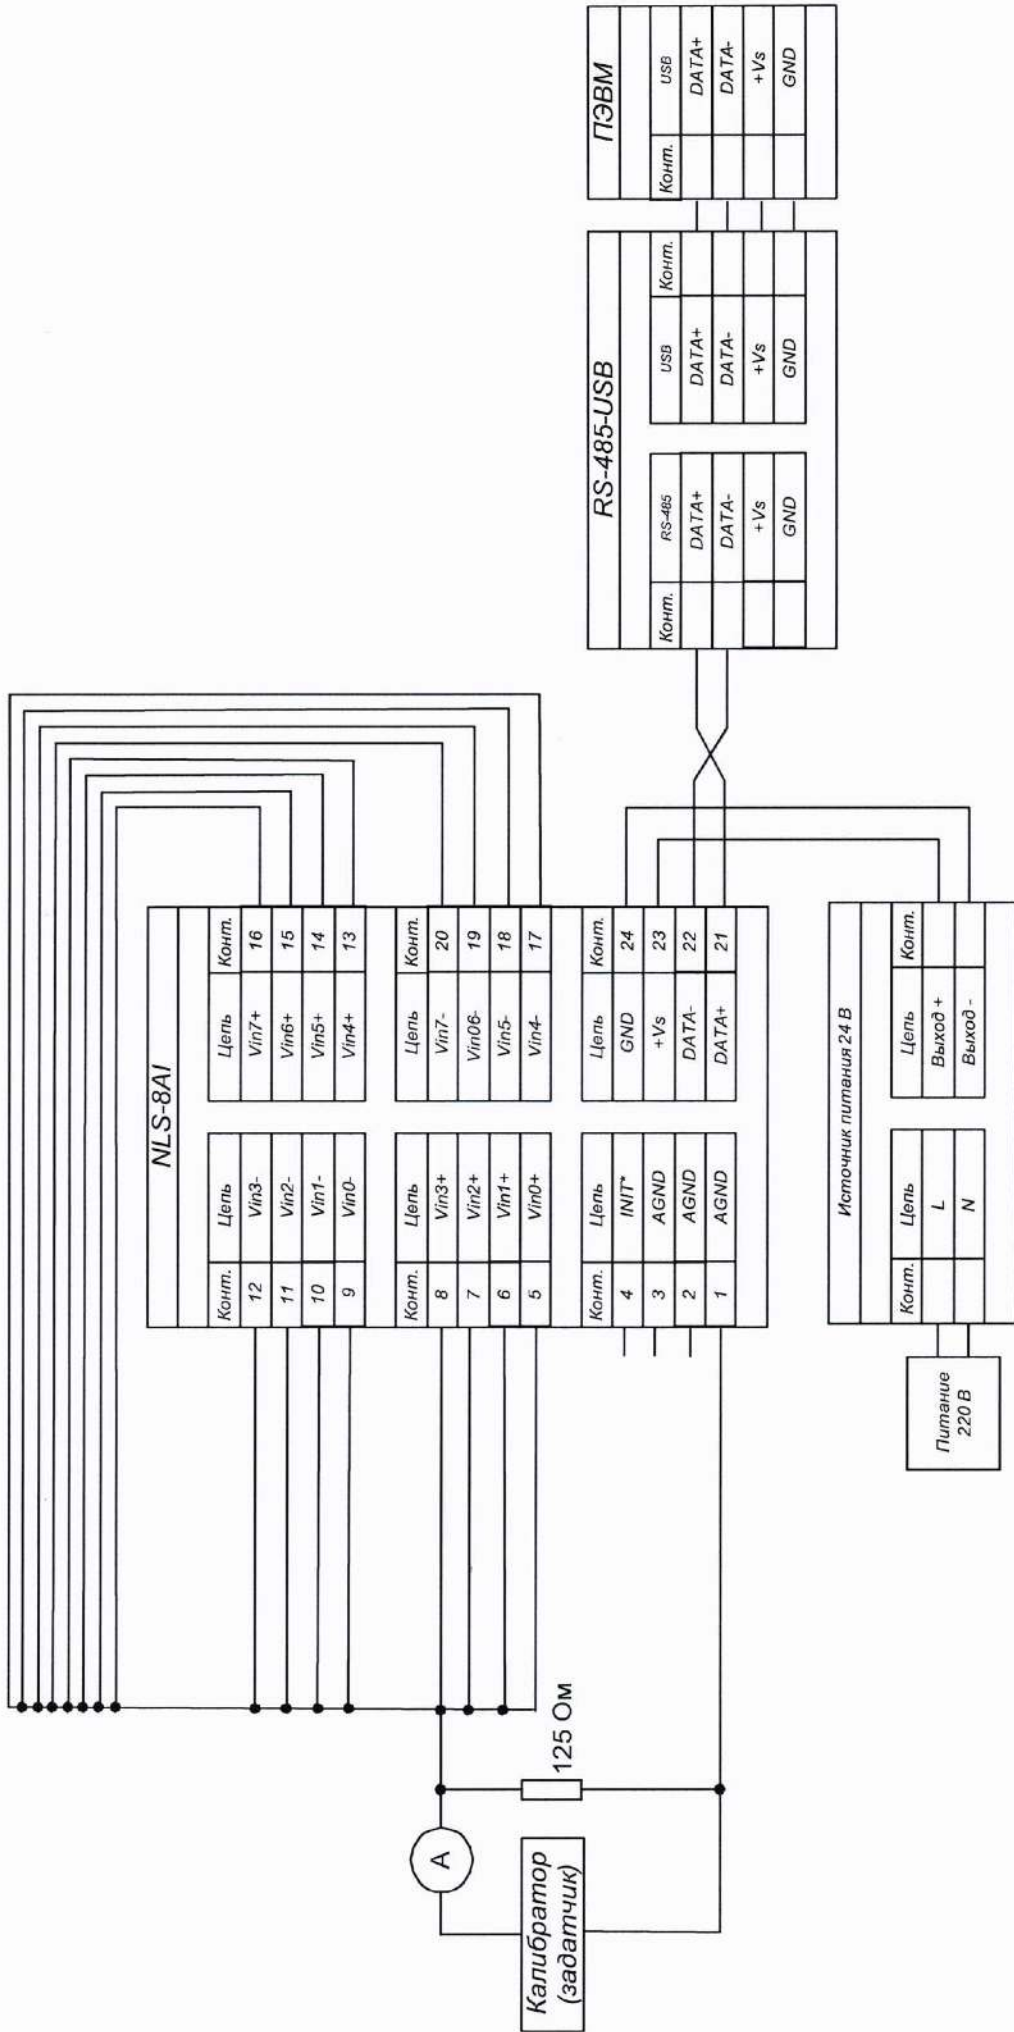 NLS-8AI
Конт. Цепь Цепь Конт.
12 Vin3- Vin7+ 16
11 Vin2- Vin6+ 15
10 Vin1- Vin5+ 14
9 Vin0- Vin4+ 13
Конт. Цепь Цепь Конт.
8 Vin3+ Vin7- 20
7 Vin2+ Vin06- 19
6 Vin1+ Vin5- 18
5 Vin0+ Vin4- 17
Конт. Цепь Цепь Конт.
4 INIT* GND 24
3 AGND +Vs 23
2 AGND DATA- 22
1 AGND DATA+ 21
A
Калибратор
(задатчик)
125 Ом
RS-485-USB
Конт. RS-485 USB Конт.
DATA+ DATA+
DATA- DATA-
+Vs +Vs
GND GND
ПЭВМ
Конт. USB
DATA+
DATA-
+Vs
GND
Источник питания 24 В
Конт. Цепь Цепь Конт.
L Выход +
N Выход -
Питание
220 В